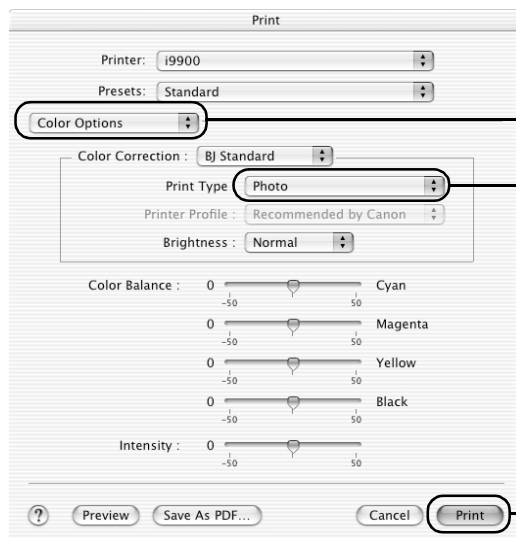 Print
Printer: i9900
Presets: Standard
Color Options
Color Correction : BJ Standard
Print Type Photo
Printer Profile : Recommended by Canon
Brightness : Normal
Color Balance : 0 Cyan
-50 50
0 Magenta
-50 50
0 Yellow
-50 50
0 Black
-50 50
Intensity : 0
-50 50
? Preview Save As PDF... Cancel Print